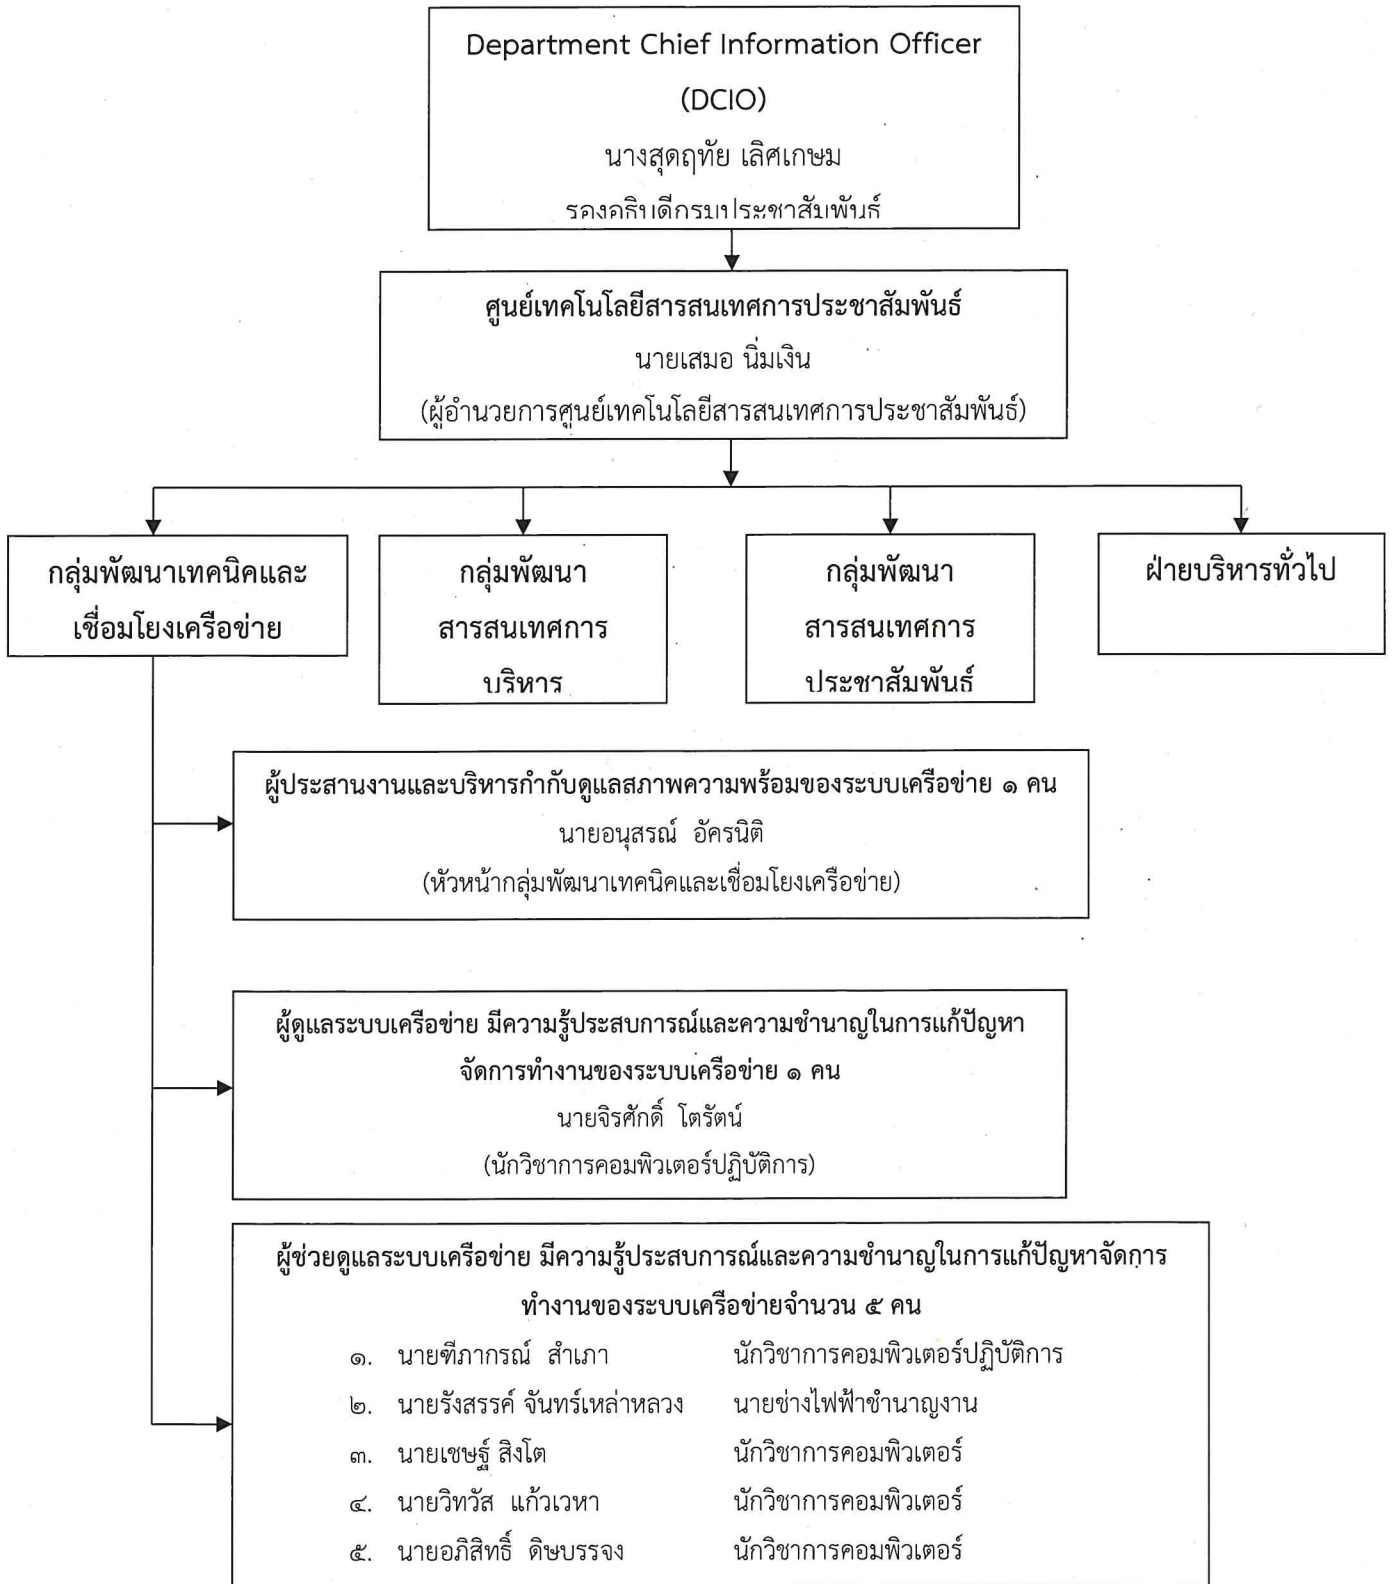 Department Chief Information Officer
(DCIO)
นางสุดฤทัย เลิศเกษม
รองอธิบดีกรมประชาสัมพันธ์
ศูนย์เทคโนโลยีสารสนเทศการประชาสัมพันธ์
นายเสมอ นิ่มเงิน
(ผู้อำนวยการศูนย์เทคโนโลยีสารสนเทศการประชาสัมพันธ์)
กลุ่มพัฒนาเทคนิคและ
เชื่อมโยงเครือข่าย
กลุ่มพัฒนา
สารสนเทศการ
บริหาร
กลุ่มพัฒนา
สารสนเทศการ
ประชาสัมพันธ์
ฝ่ายบริหารทั่วไป
ผู้ประสานงานและบริหารกำกับดูแลสภาพความพร้อมของระบบเครือข่าย ๑ คน
นายอนุสรณ์ อัครนิติ
(หัวหน้ากลุ่มพัฒนาเทคนิคและเชื่อมโยงเครือข่าย)
ผู้ดูแลระบบเครือข่าย มีความรู้ประสบการณ์และความชำนาญในการแก้ปัญหา
จัดการทำงานของระบบเครือข่าย ๑ คน
นายจิรศักดิ์ โตรัตน์
(นักวิชาการคอมพิวเตอร์ปฏิบัติการ)
ผู้ช่วยดูแลระบบเครือข่าย มีความรู้ประสบการณ์และความชำนาญในการแก้ปัญหาจัดการ
ทำงานของระบบเครือข่ายจำนวน ๕ คน
๑. นายฑีภากรณ์ สำเภา นักวิชาการคอมพิวเตอร์ปฏิบัติการ
๒. นายรังสรรค์ จันทร์เหล่าหลวง นายช่างไฟฟ้าชำนาญงาน
๓. นายเชษฐ์ สิงโต นักวิชาการคอมพิวเตอร์
๔. นายวิทวัส แก้วเวหา นักวิชาการคอมพิวเตอร์
๕. นายอภิสิทธิ์ ดิษบรรจง นักวิชาการคอมพิวเตอร์